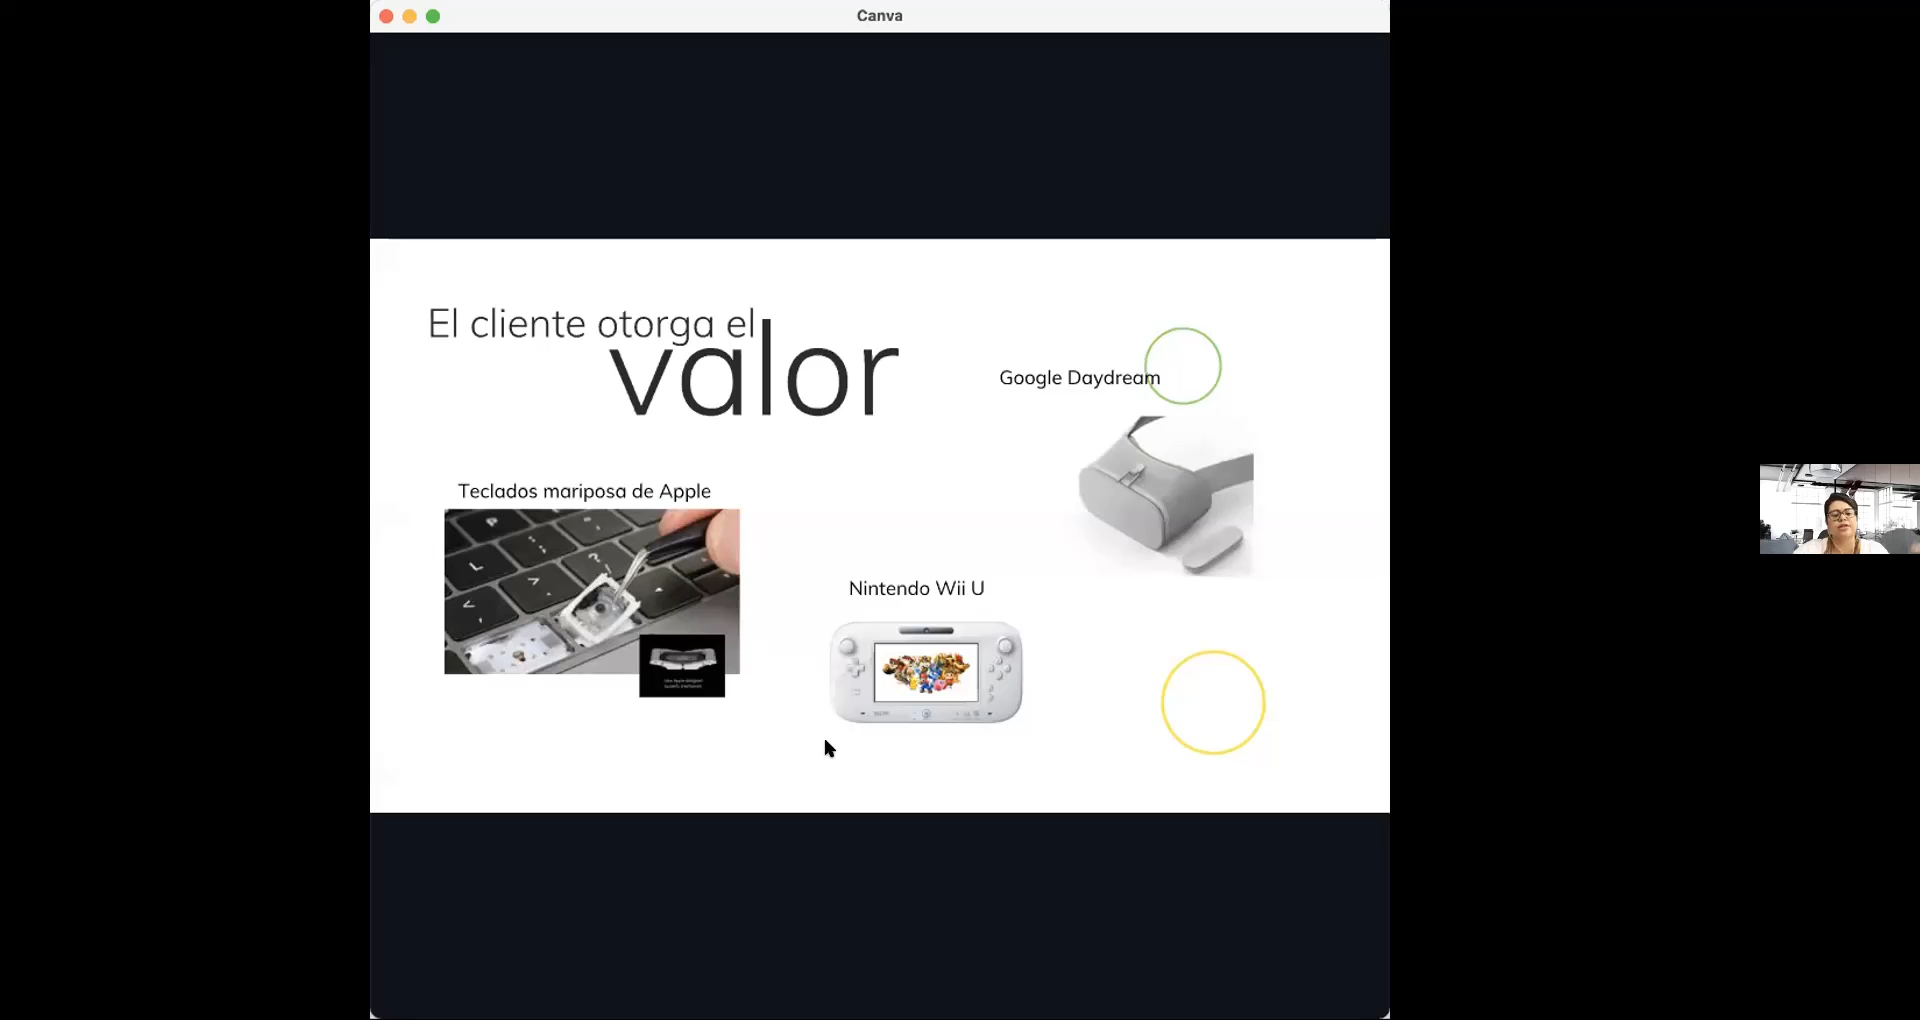 Canva
El cliente otorga el
valor
Google Daydream
Teclados mariposa de Apple
Nintendo Wii U